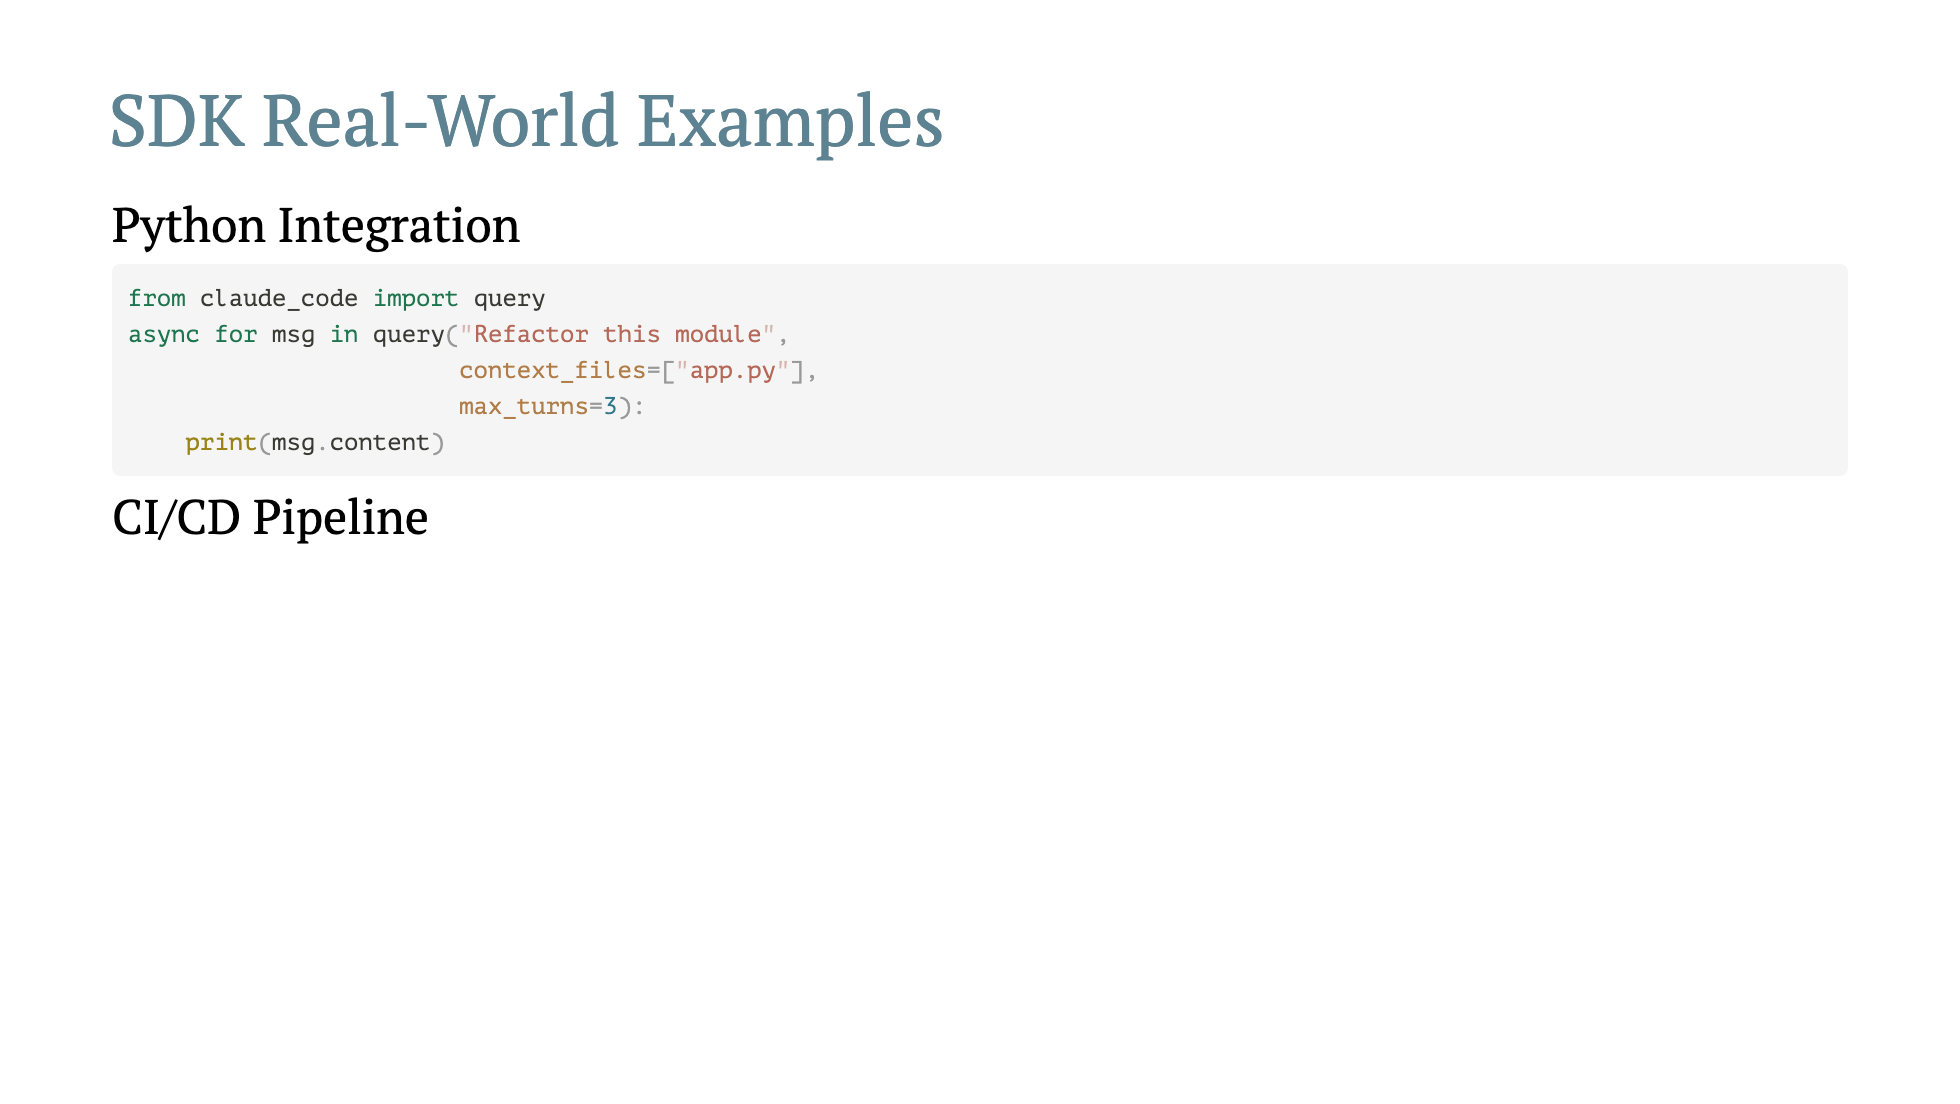 SDK Real-World Examples
Python Integration
from claude_code import query
async for msg in query("Refactor this module",
                       context_files=["app.py"],
                       max_turns=3):
    print(msg.content)
CI/CD Pipeline